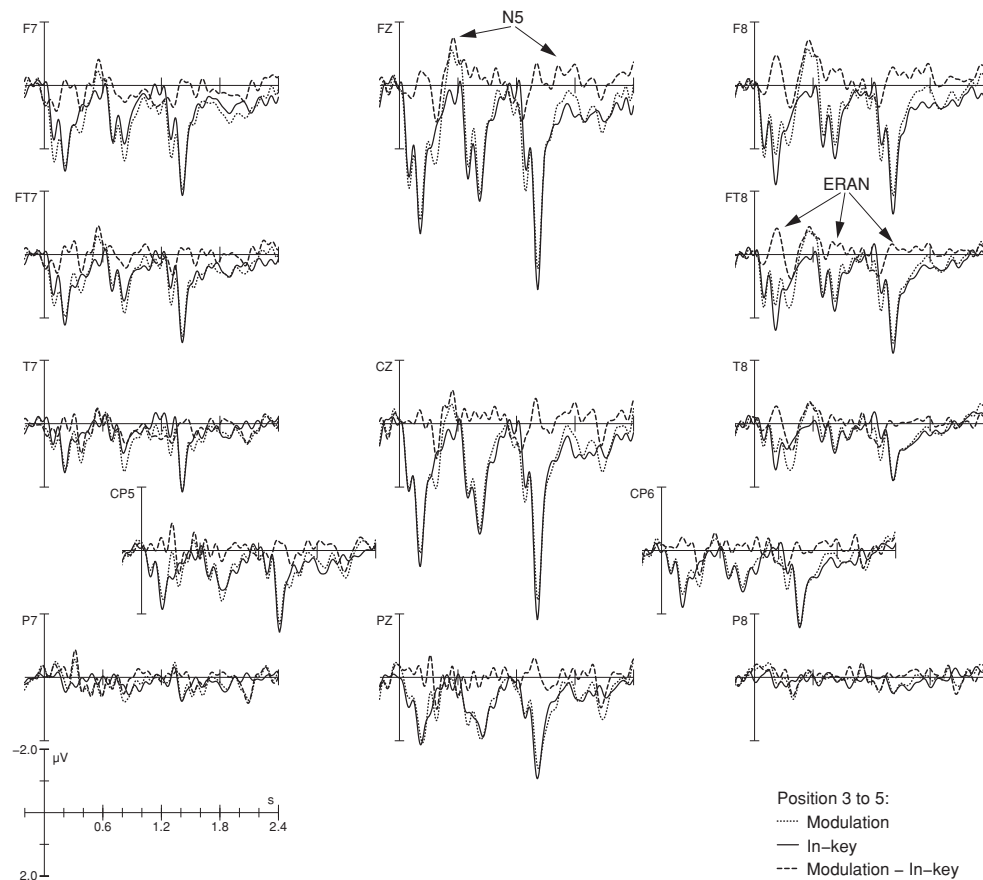 F7
FZ
N5
F8
FT7
FT8
ERAN
T7
CZ
T8
CP5
CP6
P7
PZ
P8
−2.0
μV
s
0.6 1.2 1.8 2.4
2.0
Position 3 to 5:
Modulation
In−key
Modulation − In−key